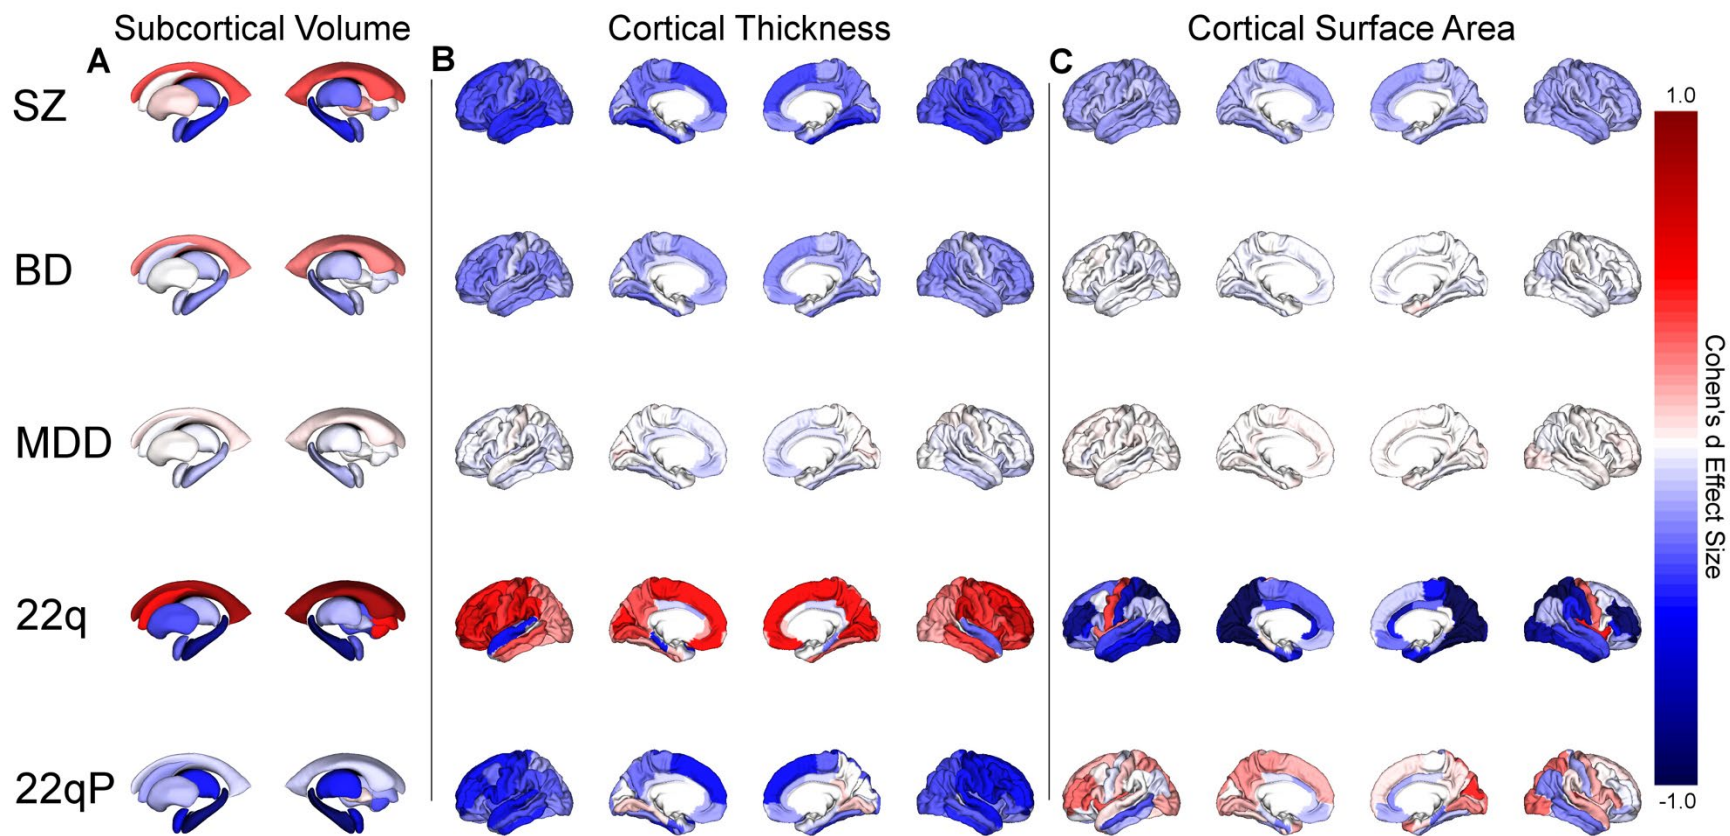 Subcortical Volume
Cortical Thickness
Cortical Surface Area
A
B
C
SZ
1.0
BD
MDD
Cohen's d Effect Size
22q
22qP
-1.0